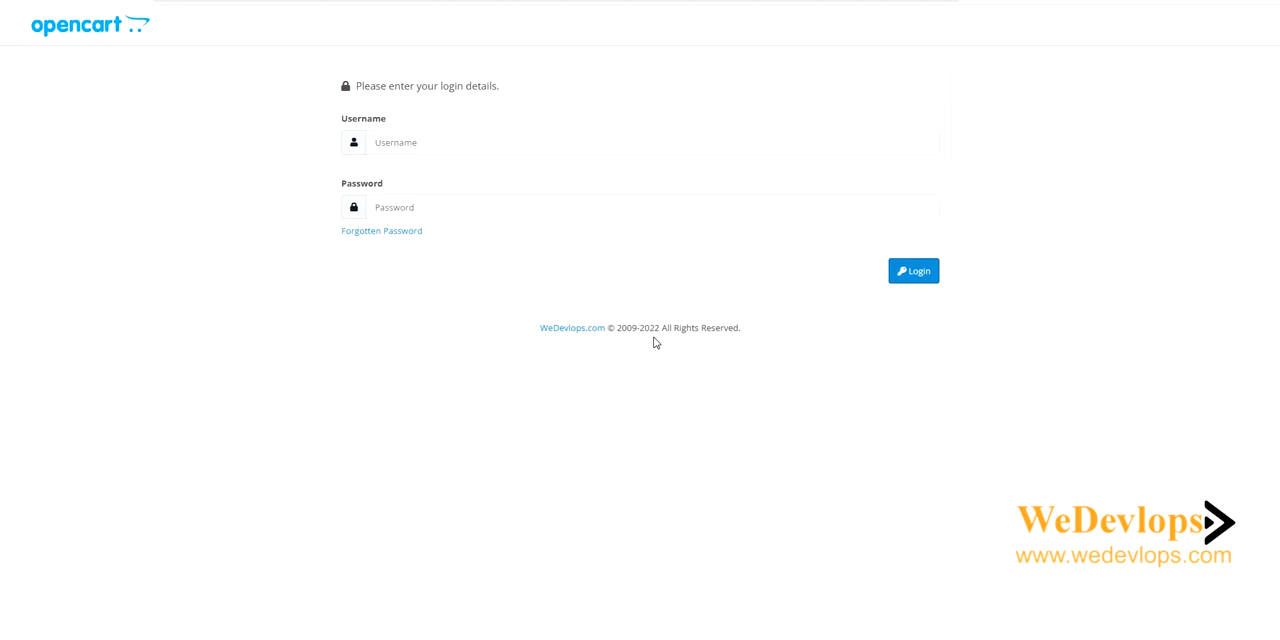 opencart
Please enter your login details.
Username
Username
Password
Password
Forgotten Password
Login
WeDevlops.com © 2009-2022 All Rights Reserved.
WeDevlops
www.wedevlops.com